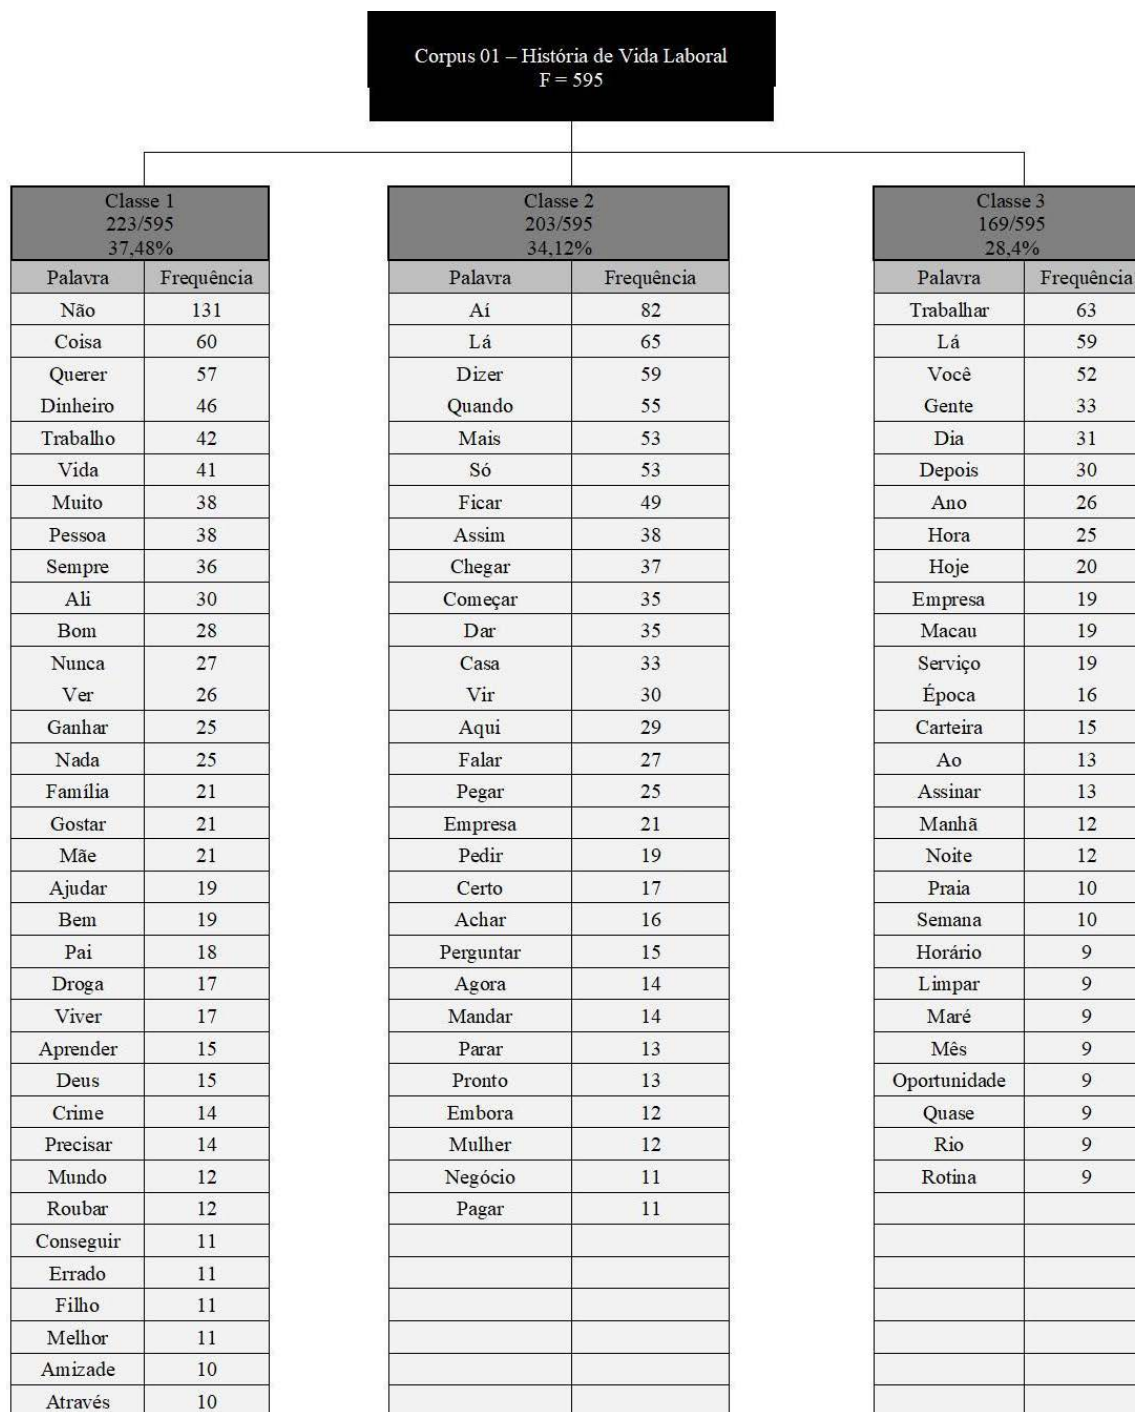 Corpus 01 – História de Vida Laboral
F = 595
Classe 1
223/595
37,48%
Palavra Frequência
Não 131
Coisa 60
Querer 57
Dinheiro 46
Trabalho 42
Vida 41
Muito 38
Pessoa 38
Sempre 36
Ali 30
Bom 28
Nunca 27
Ver 26
Ganhar 25
Nada 25
Família 21
Gostar 21
Mãe 21
Ajudar 19
Bem 19
Pai 18
Droga 17
Viver 17
Aprender 15
Deus 15
Crime 14
Precisar 14
Mundo 12
Roubar 12
Conseguir 11
Errado 11
Filho 11
Melhor 11
Amizade 10
Através 10
Classe 2
203/595
34,12%
Palavra Frequência
Aí 82
Lá 65
Dizer 59
Quando 55
Mais 53
Só 53
Ficar 49
Assim 38
Chegar 37
Começar 35
Dar 35
Casa 33
Vir 30
Aqui 29
Falar 27
Pegar 25
Empresa 21
Pedir 19
Certo 17
Achar 16
Perguntar 15
Agora 14
Mandar 14
Parar 13
Pronto 13
Embora 12
Mulher 12
Negócio 11
Pagar 11
Classe 3
169/595
28,4%
Palavra Frequência
Trabalhar 63
Lá 59
Você 52
Gente 33
Dia 31
Depois 30
Ano 26
Hora 25
Hoje 20
Empresa 19
Macau 19
Serviço 19
Época 16
Carteira 15
Ao 13
Assinar 13
Manhã 12
Noite 12
Praia 10
Semana 10
Horário 9
Limpar 9
Maré 9
Mês 9
Oportunidade 9
Quase 9
Rio 9
Rotina 9